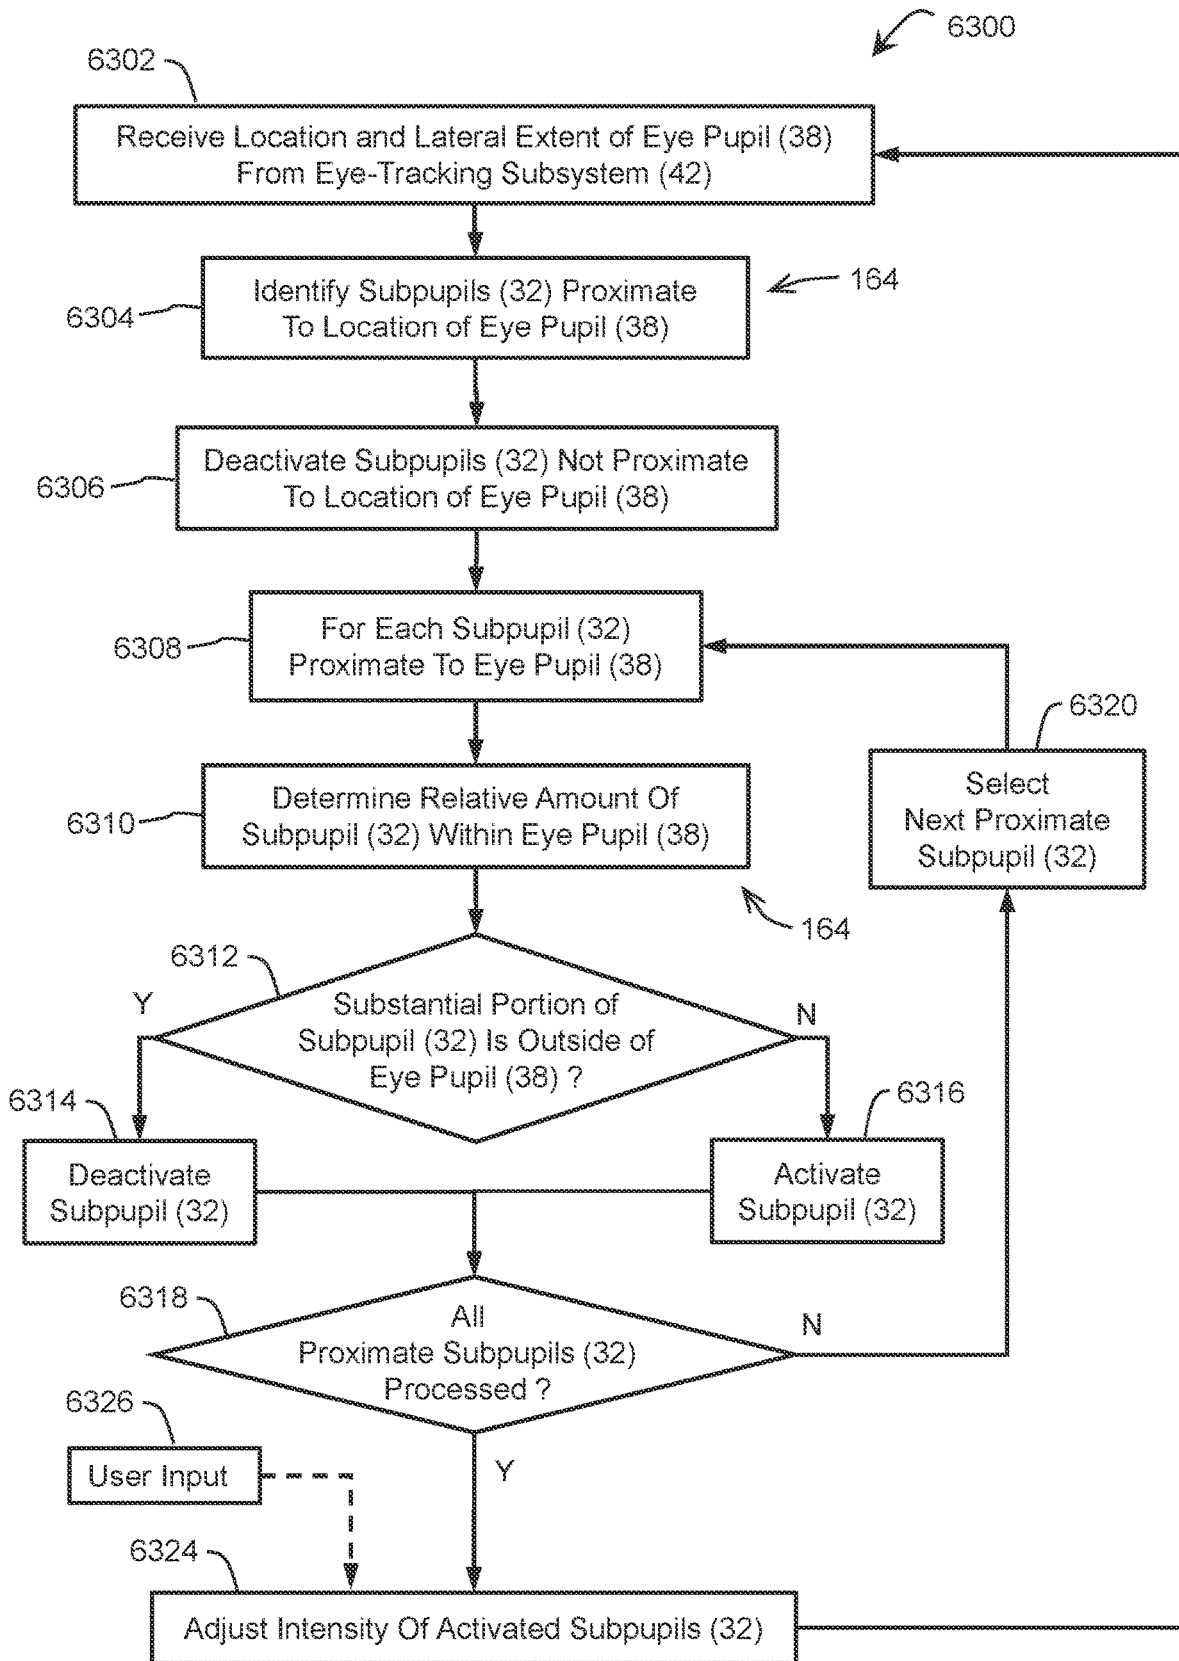 6300
6302
Receive Location and Lateral Extent of Eye Pupil (38)
From Eye-Tracking Subsystem (42)
164
6304
Identify Subpupils (32) Proximate
To Location of Eye Pupil (38)
6306
Deactivate Subpupils (32) Not Proximate
To Location of Eye Pupil (38)
6308
For Each Subpupil (32)
Proximate To Eye Pupil (38)
6320
Select
Next Proximate
Subpupil (32)
6310
Determine Relative Amount Of
Subpupil (32) Within Eye Pupil (38)
164
6312
Y
Substantial Portion of
Subpupil (32) Is Outside of
Eye Pupil (38) ?
N
6314
Deactivate
Subpupil (32)
6316
Activate
Subpupil (32)
6318
All
Proximate Subpupils (32)
Processed ?
N
6326
User Input
Y
6324
Adjust Intensity Of Activated Subpupils (32)